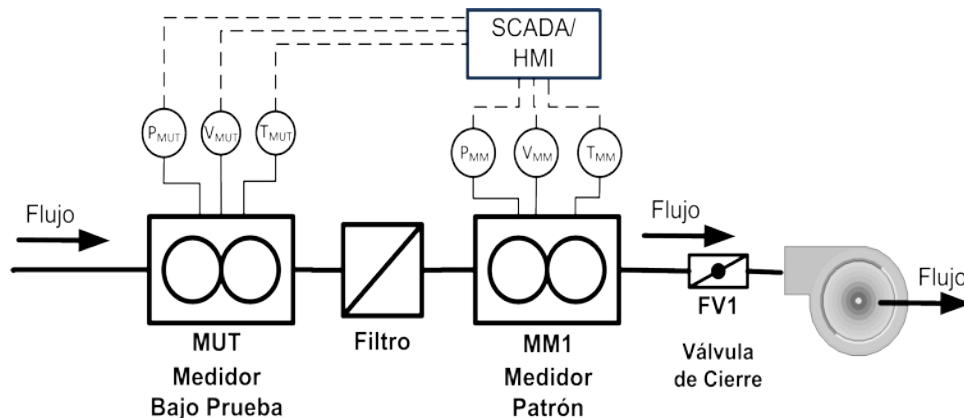 SCADA/
HMI
PMUT
VMUT
TMUT
PMM
VMM
TMM
Flujo
Flujo
Flujo
MUT
Medidor
Bajo Prueba
Filtro
MM1
Medidor
Patrón
FV1
Válvula
de Cierre